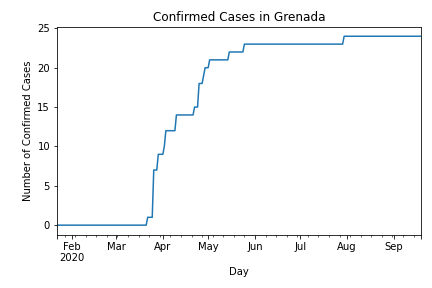 Confirmed Cases in Grenada
Number of Confirmed Cases
25
20
15
10
5
0
Feb Mar Apr May Jun Jul Aug Sep
2020
Day